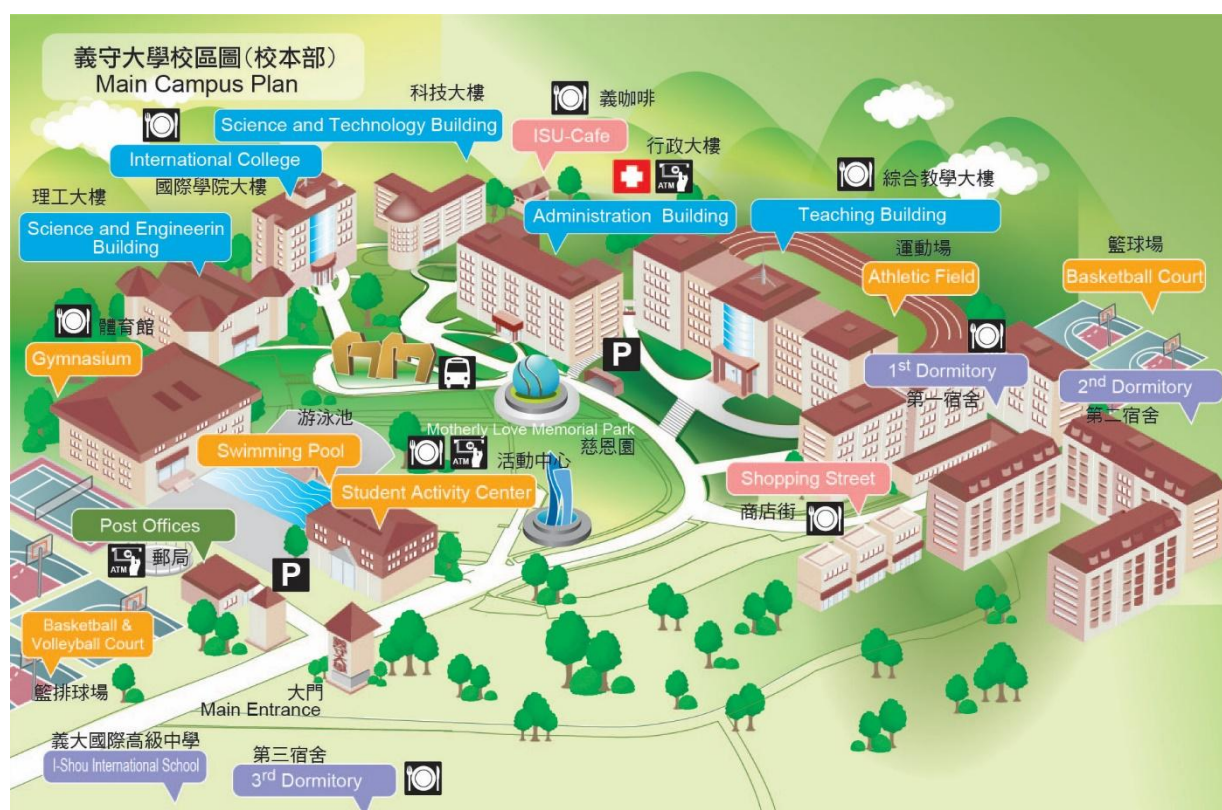 義守大學校區圖(校本部)
Main Campus Plan
科技大樓
Science and Technology Building
義咖啡
ISU-Cafe
International College
國際學院大樓
行政大樓
ATM
Administration Building
綜合教學大樓
Teaching Building
理工大樓
Science and Engineerin
Building
運動場
Athletic Field
籃球場
Basketball Court
體育館
Gymnasium
P
1st Dormitory
第一宿舍
2nd Dormitory
第二宿舍
游泳池
Swimming Pool
Motherly Love Memorial Park
慈恩園
ATM
活動中心
Student Activity Center
Shopping Street
商店街
Post Offices
ATM
郵局
P
Basketball &
Volleyball Court
籃排球場
大門
Main Entrance
義大國際高級中學
I-Shou International School
第三宿舍
3rd Dormitory